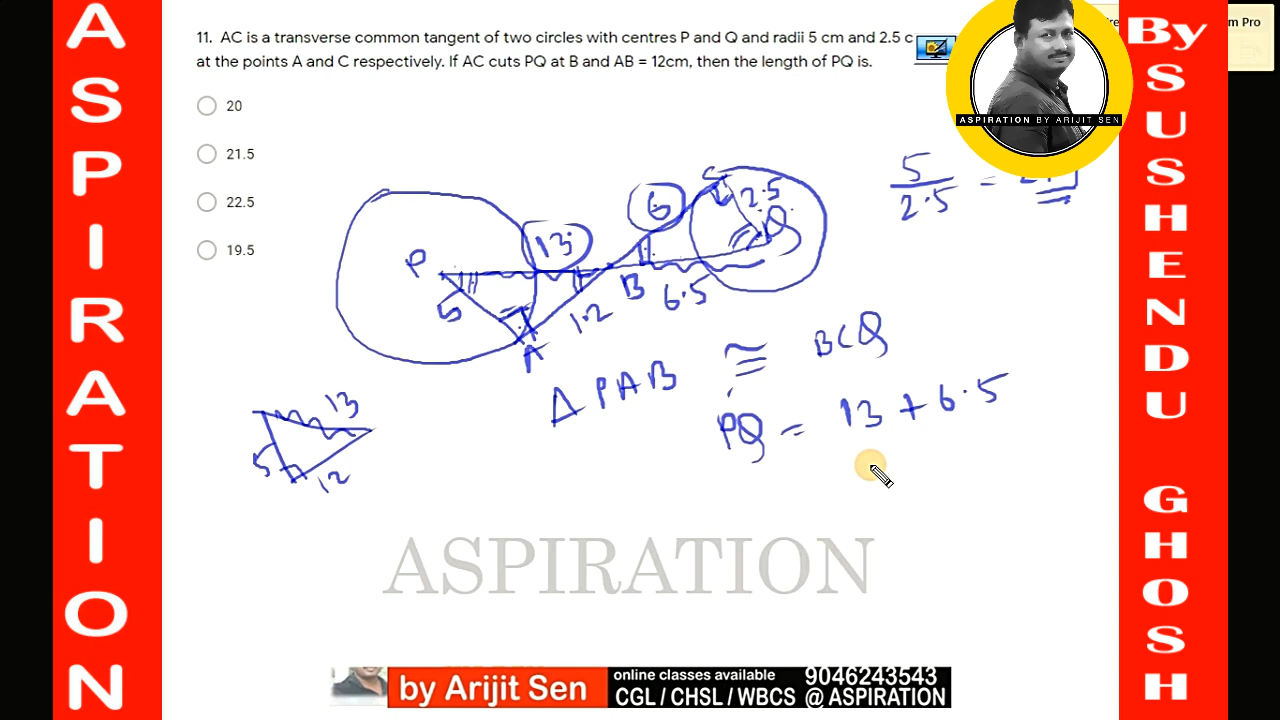 ASPIRATION
11. AC is a transverse common tangent of two circles with centres P and Q and radii 5 cm and 2.5 c
at the points A and C respectively. If AC cuts PQ at B and AB = 12cm, then the length of PQ is.
20
21.5
22.5
19.5
ASPIRATION BY ARIJIT SEN
m Pro
5
2.5
=
P
13
6
C
2.5
Q
5
12
B
6.5
A
Δ PAB ≅ BCQ
PQ = 13 + 6.5
13
5
12
ASPIRATION
by Arijit Sen
online classes available 9046243543
CGL / CHSL / WBCS @ ASPIRATION
By SUSHENDU GHOSH